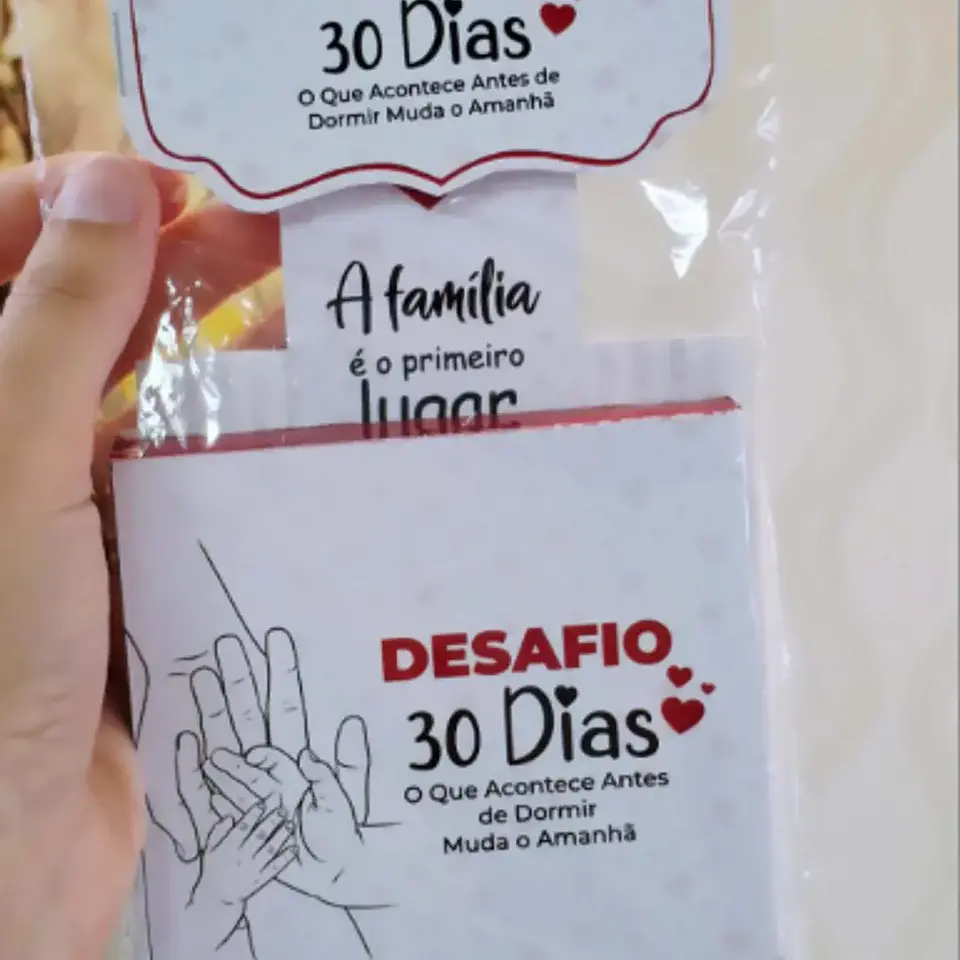 30 Dias
O Que Acontece Antes de
Dormir Muda o Amanhã
A família
é o primeiro
lugar
DESAFIO
30 Dias
O Que Acontece Antes
de Dormir
Muda o Amanhã